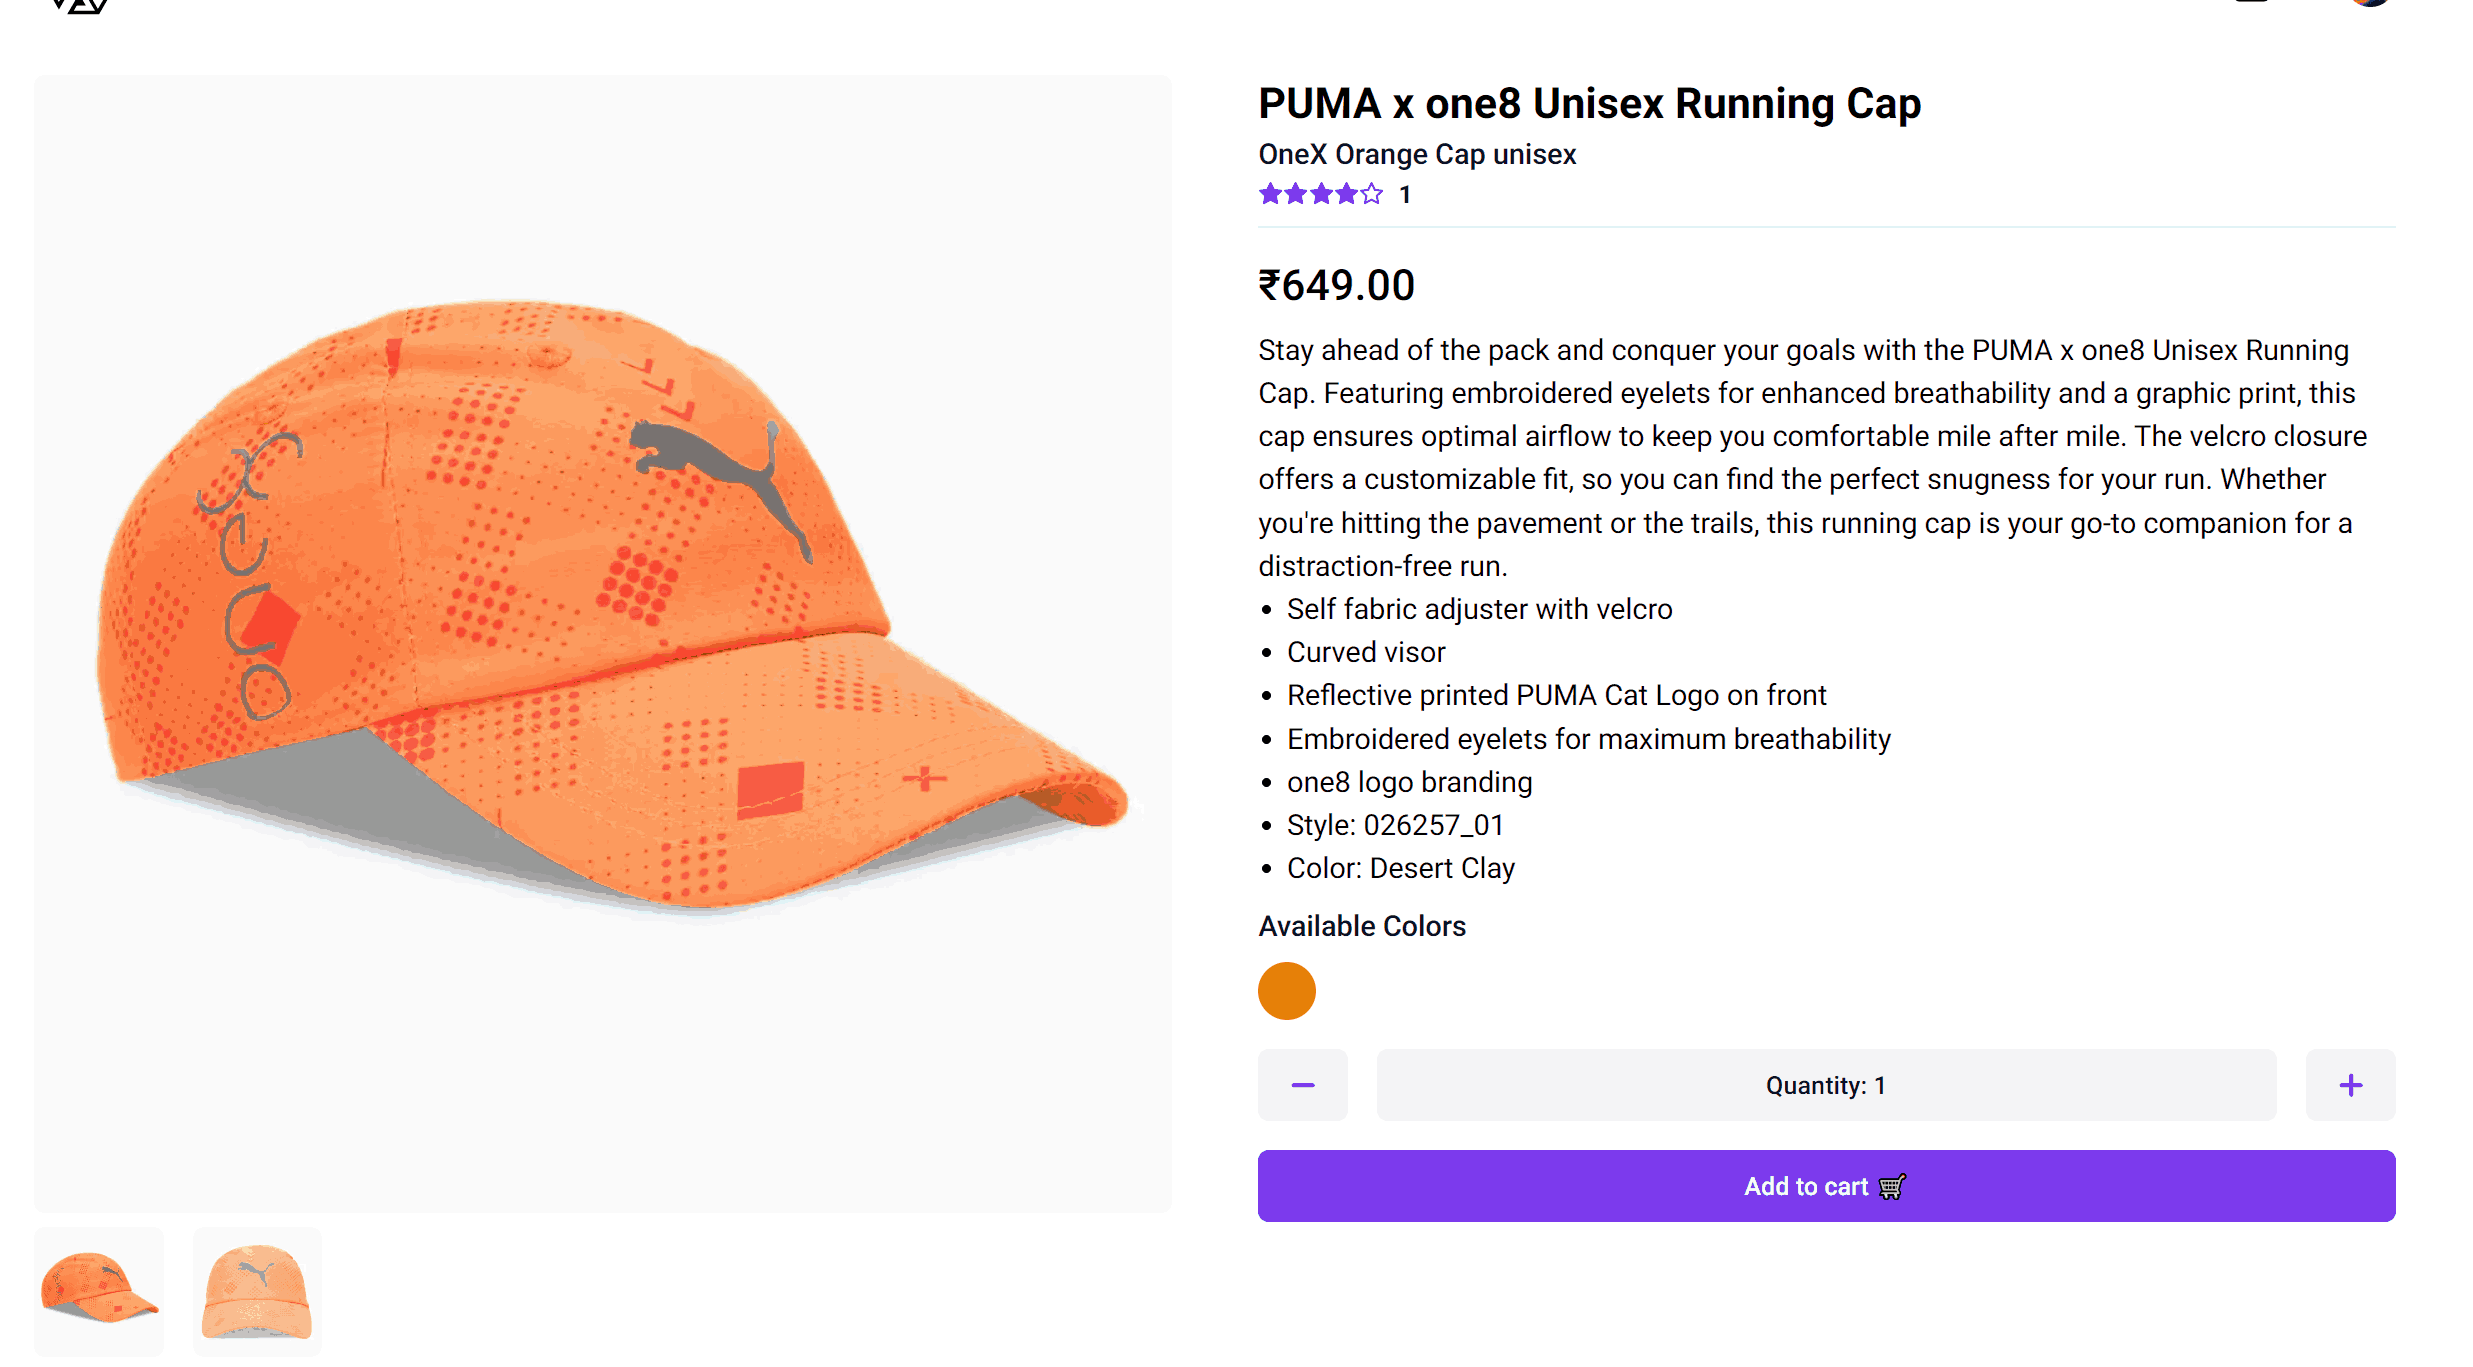 PUMA x one8 Unisex Running Cap
OneX Orange Cap unisex
1
₹649.00
Stay ahead of the pack and conquer your goals with the PUMA x one8 Unisex Running
Cap. Featuring embroidered eyelets for enhanced breathability and a graphic print, this
cap ensures optimal airflow to keep you comfortable mile after mile. The velcro closure
offers a customizable fit, so you can find the perfect snugness for your run. Whether
you're hitting the pavement or the trails, this running cap is your go-to companion for a
distraction-free run.
• Self fabric adjuster with velcro
• Curved visor
• Reflective printed PUMA Cat Logo on front
• Embroidered eyelets for maximum breathability
• one8 logo branding
• Style: 026257_01
• Color: Desert Clay
Available Colors
− Quantity: 1 +
Add to cart 🛒
one8